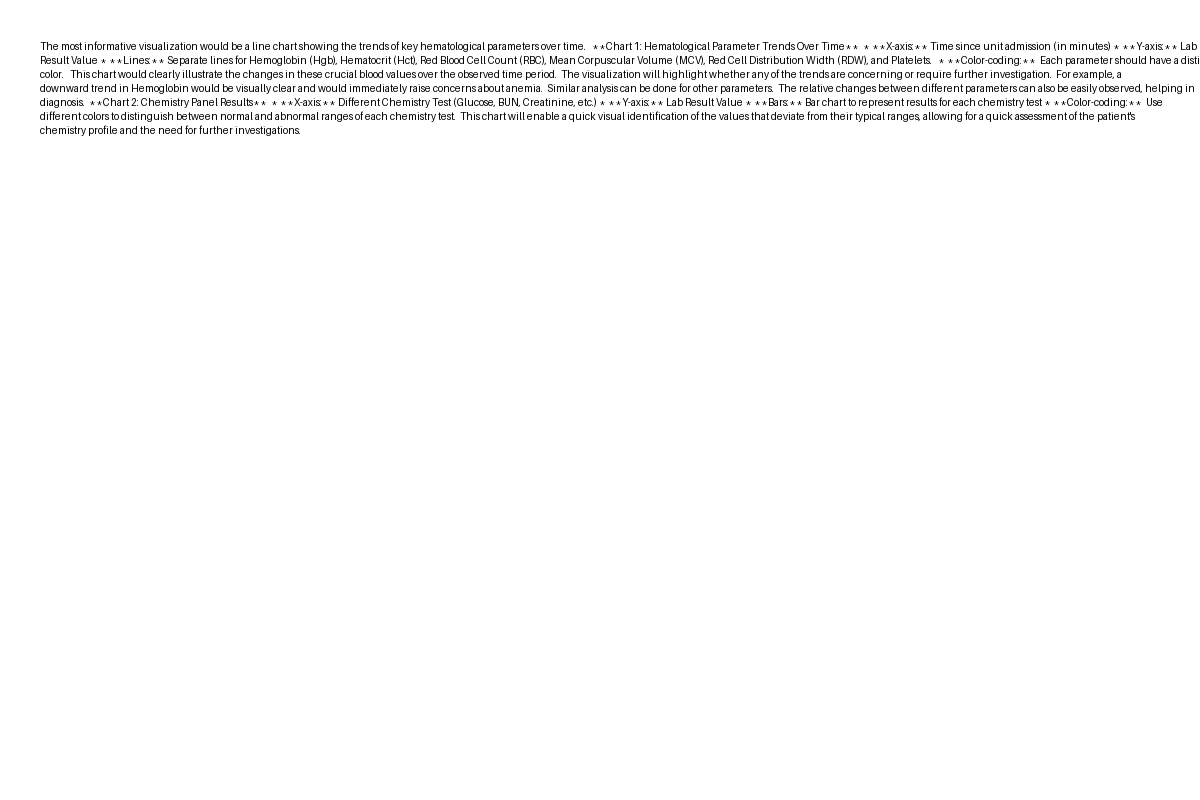 The most informative visualization would be a line chart showing the trends of key hematological parameters over time.   **Chart 1: Hematological Parameter Trends Over Time**  * **X-axis:** Time since unit admission (in minutes) * **Y-axis:** Lab
Result Value * **Lines:** Separate lines for Hemoglobin (Hgb), Hematocrit (Hct), Red Blood Cell Count (RBC), Mean Corpuscular Volume (MCV), Red Cell Distribution Width (RDW), and Platelets.   * **Color-coding:**  Each parameter should have a disti
color.   This chart would clearly illustrate the changes in these crucial blood values over the observed time period.  The visualization will highlight whether any of the trends are concerning or require further investigation.  For example, a
downward trend in Hemoglobin would be visually clear and would immediately raise concerns about anemia.  Similar analysis can be done for other parameters.  The relative changes between different parameters can also be easily observed, helping in
diagnosis.  **Chart 2: Chemistry Panel Results**  * **X-axis:** Different Chemistry Test (Glucose, BUN, Creatinine, etc.) * **Y-axis:** Lab Result Value * **Bars:** Bar chart to represent results for each chemistry test * **Color-coding:**  Use
different colors to distinguish between normal and abnormal ranges of each chemistry test.  This chart will enable a quick visual identification of the values that deviate from their typical ranges, allowing for a quick assessment of the patient's
chemistry profile and the need for further investigations.